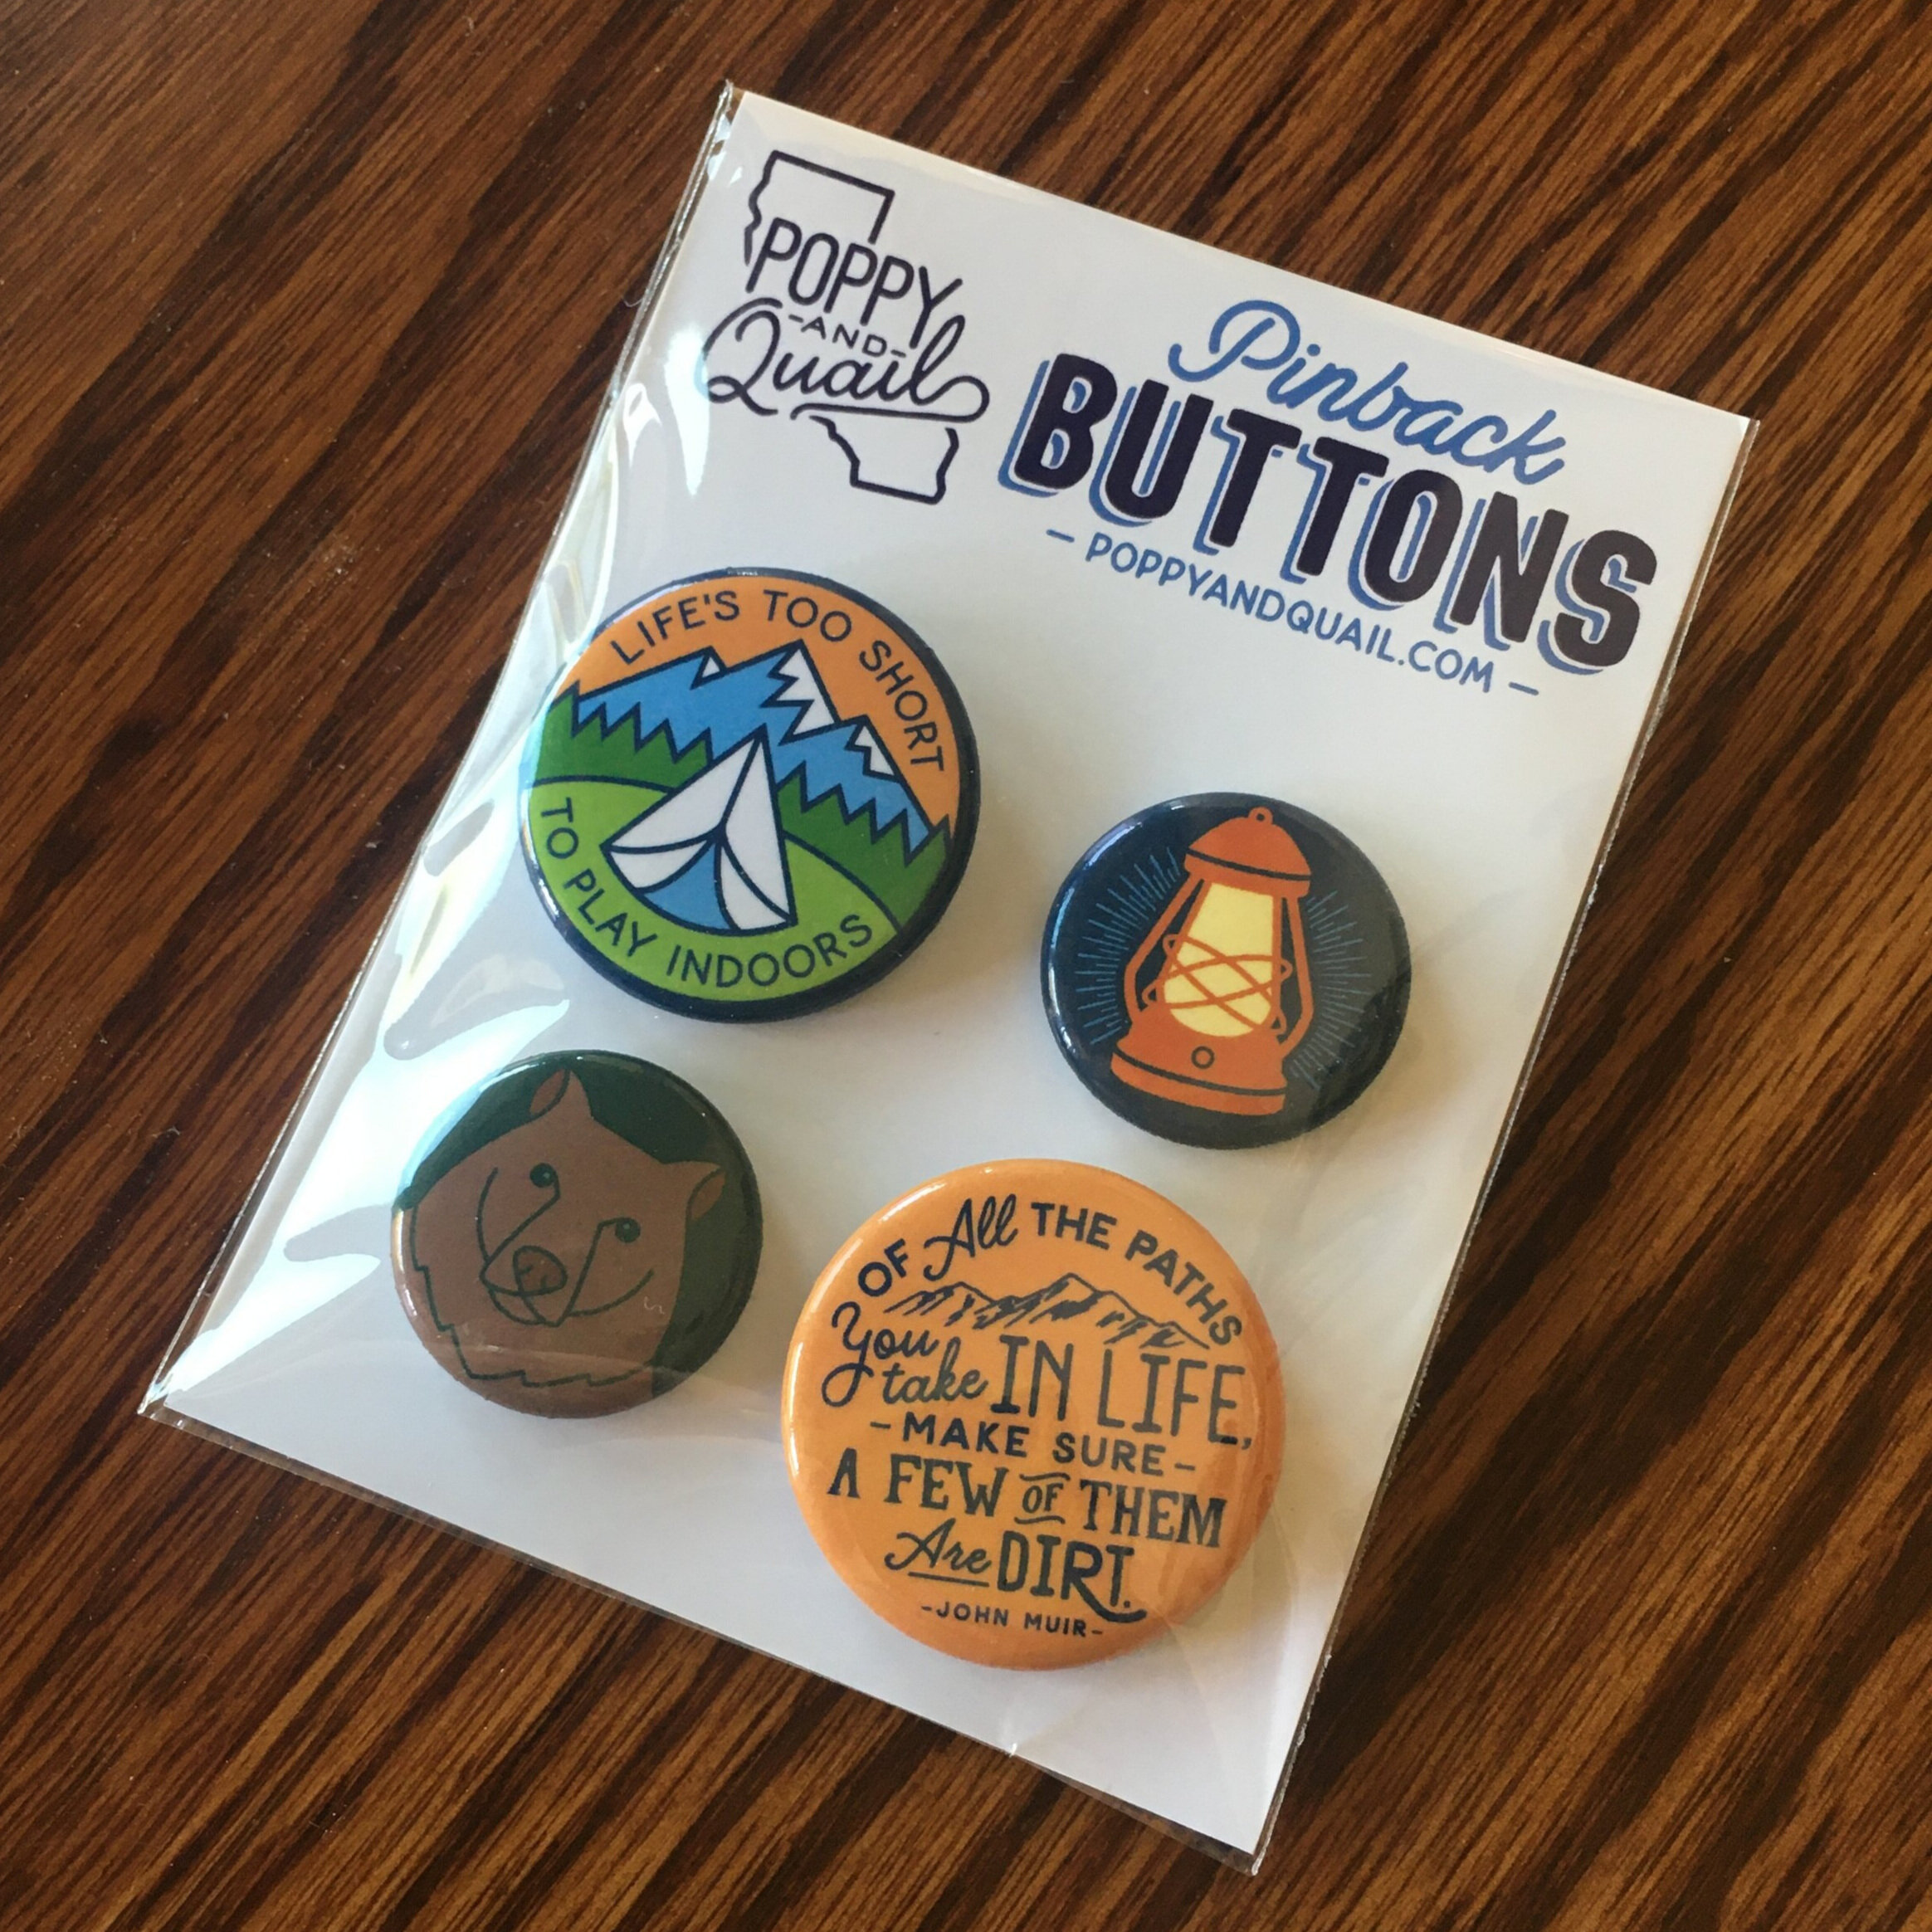 POPPY
-AND-
Quail
Pinback
BUTTONS
- POPPYANDQUAIL.COM -
LIFE'S TOO SHORT
TO PLAY INDOORS
OF All THE PATHS
You
take IN LIFE,
-MAKE SURE-
A FEW OF THEM
Are DIRT.
-JOHN MUIR-